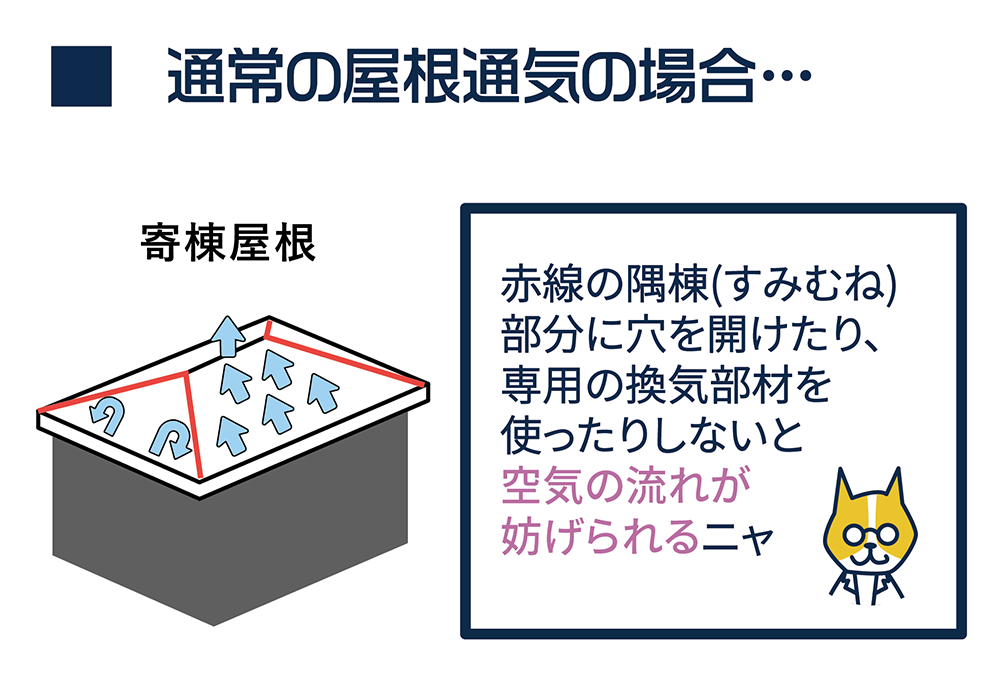 通常の屋根通気の場合…
寄棟屋根
赤線の隅棟(すみむね)
部分に穴を開けたり、
専用の換気部材を
使ったりしないと
空気の流れが
妨げられるニャ